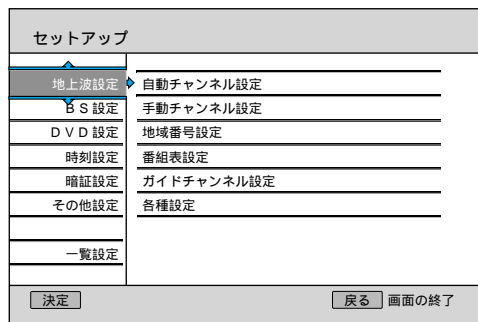 セットアップ
地上波設定
ＢＳ設定
ＤＶＤ設定
時刻設定
暗証設定
その他設定
一覧設定
自動チャンネル設定
手動チャンネル設定
地域番号設定
番組表設定
ガイドチャンネル設定
各種設定
決定
戻る 画面の終了